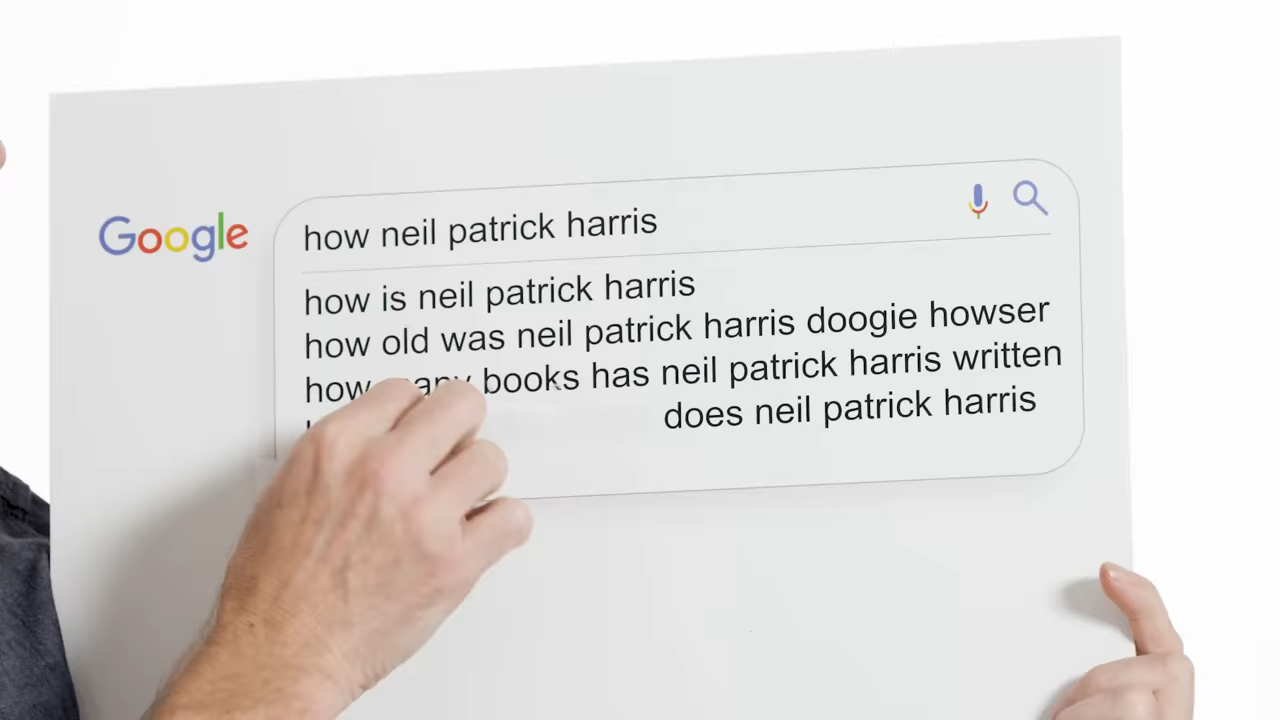 Google
how neil patrick harris
how is neil patrick harris
how old was neil patrick harris doogie howser
how many books has neil patrick harris written
does neil patrick harris